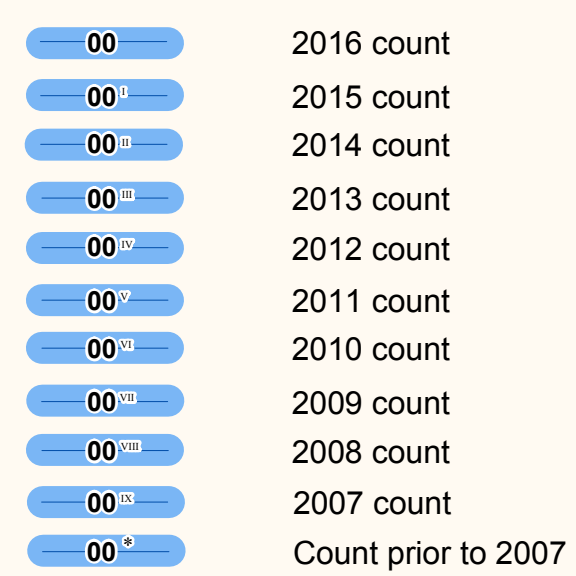 00 2016 count
00 I 2015 count
00 II 2014 count
00 III 2013 count
00 IV 2012 count
00 V 2011 count
00 VI 2010 count
00 VII 2009 count
00 VIII 2008 count
00 IX 2007 count
00 * Count prior to 2007